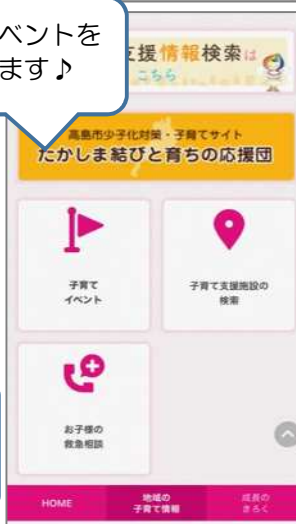 ベントを
ます♪
支援情報検索は
こちら
高島市少子化対策・子育てサイト
たかしま結びと育ちの応援団
子育て
イベント
子育て支援施設の
検索
お子様の
救急相談
HOME
地域の
子育て情報
成長の
きろく